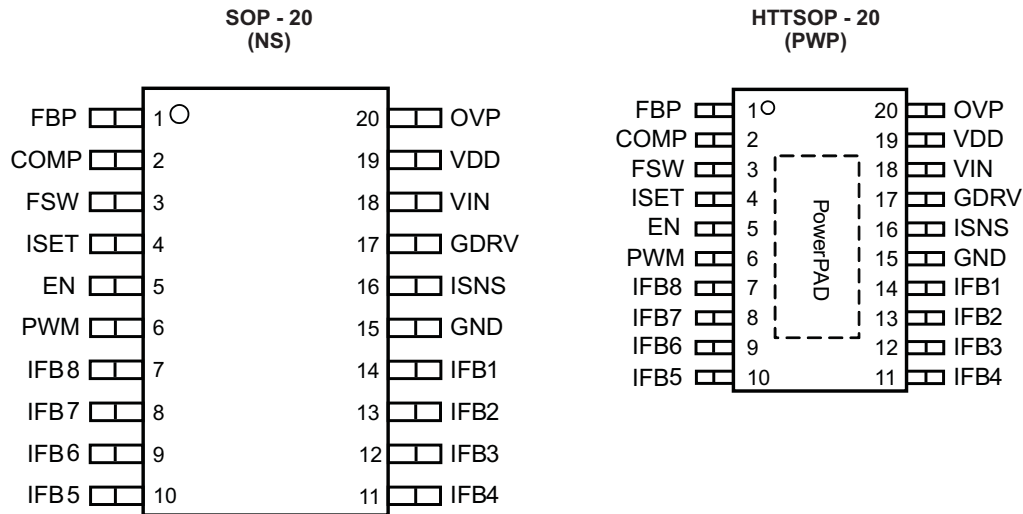 SOP - 20
(NS)
FBP 1 20 OVP
COMP 2 19 VDD
FSW 3 18 VIN
ISET 4 17 GDRV
EN 5 16 ISNS
PWM 6 15 GND
IFB8 7 14 IFB1
IFB7 8 13 IFB2
IFB6 9 12 IFB3
IFB5 10 11 IFB4
HTTSOP - 20
(PWP)
FBP 1 20 OVP
COMP 2 19 VDD
FSW 3 18 VIN
ISET 4 17 GDRV
EN 5 16 ISNS
PWM 6 15 GND
IFB8 7 14 IFB1
IFB7 8 13 IFB2
IFB6 9 12 IFB3
IFB5 10 11 IFB4
PowerPAD